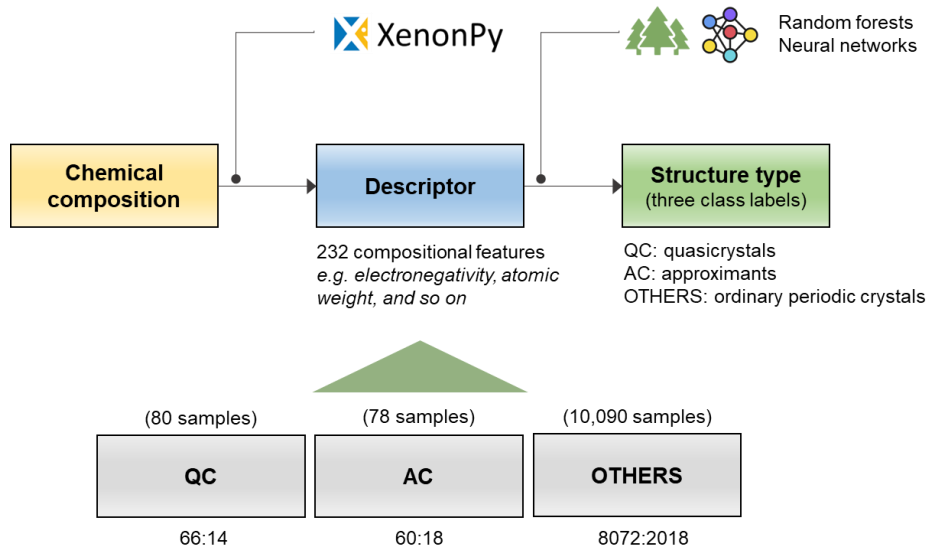 XenonPy
Random forests
Neural networks
Chemical
composition
Descriptor
Structure type
(three class labels)
232 compositional features
e.g. electronegativity, atomic
weight, and so on
QC: quasicrystals
AC: approximants
OTHERS: ordinary periodic crystals
(80 samples)
(78 samples)
(10,090 samples)
QC
AC
OTHERS
66:14
60:18
8072:2018